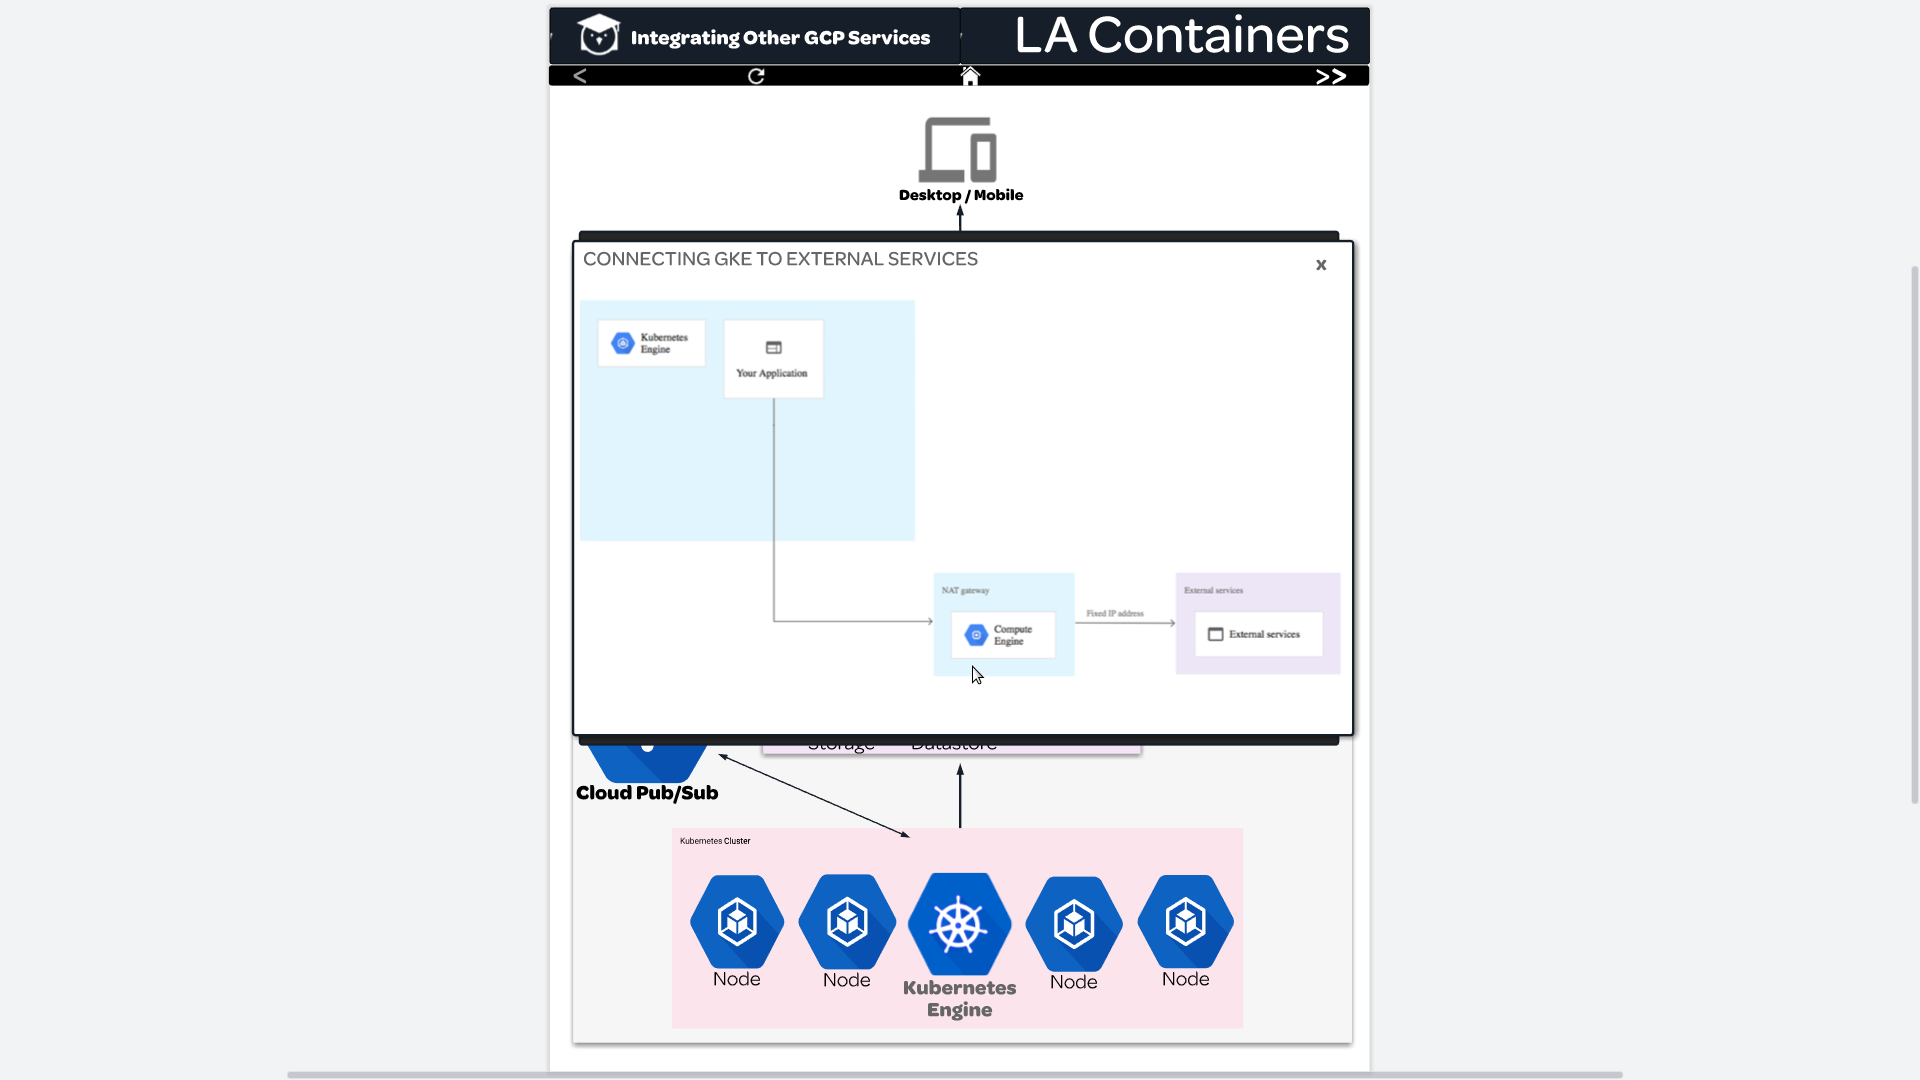 Integrating Other GCP Services
LA Containers
<
>>
Desktop / Mobile
CONNECTING GKE TO EXTERNAL SERVICES
x
Kubernetes
Engine
Your Application
NAT gateway
Compute
Engine
Fixed IP address
External services
External services
Storage
Datastore
Cloud Pub/Sub
Kubernetes Cluster
Node
Node
Kubernetes
Engine
Node
Node